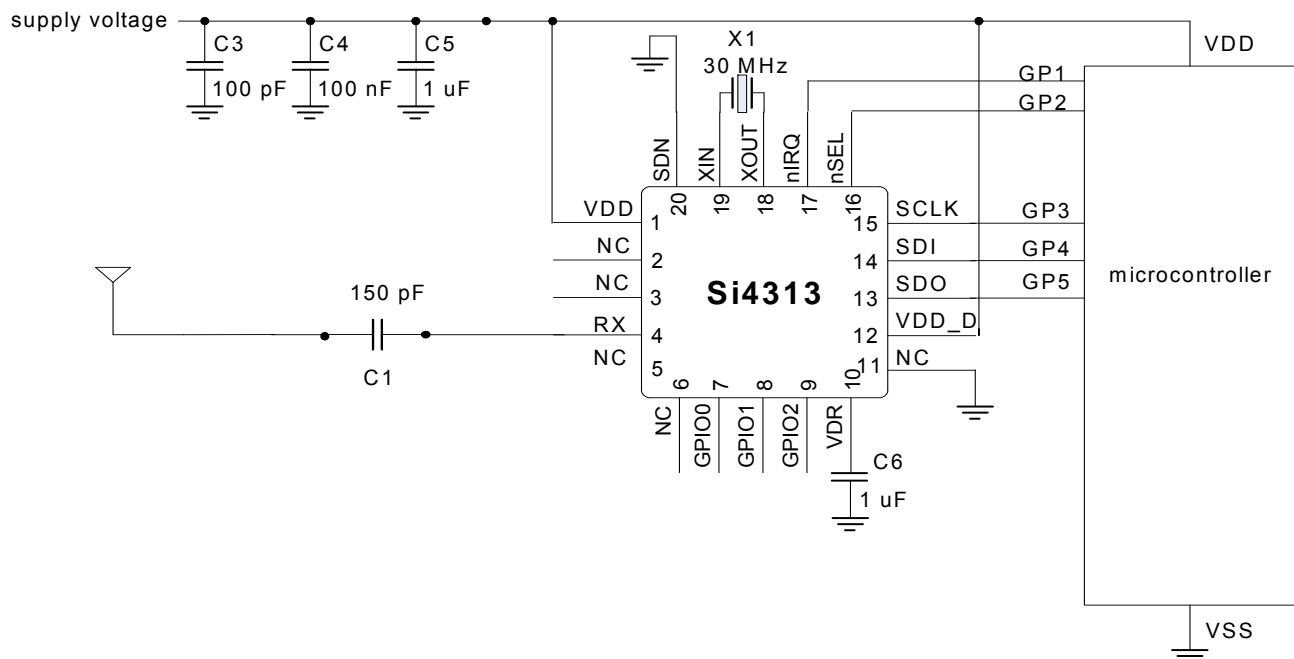 supply voltage
C3
100 pF
C4
100 nF
C5
1 uF
X1
30 MHz
VDD
GP1
GP2
SDN
XIN
XOUT
nIRQ
nSEL
20
19
18
17
16
VDD
1
15
SCLK
GP3
NC
2
14
SDI
GP4
microcontroller
NC
3
Si4313
13
SDO
GP5
150 pF
C1
RX
4
12
VDD_D
NC
5
11
NC
6
7
8
9
10
NC
GPIO0
GPIO1
GPIO2
VDR
C6
1 uF
VSS